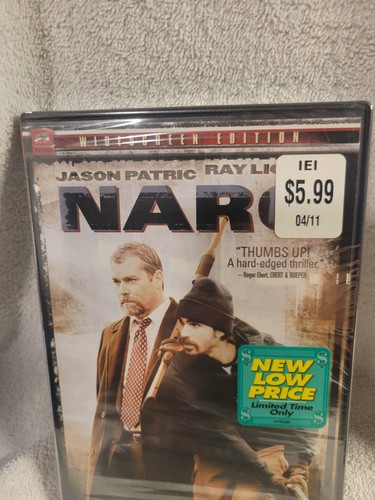 WIDESCREEN EDITION
IEI
$5.99
04/11
JASON PATRIC RAY LIO
NARC
"THUMBS UP!
A hard-edged thriller."
– Roger Ebert, EBERT & ROEPER
NEW
LOW
PRICE
Limited Time
Only